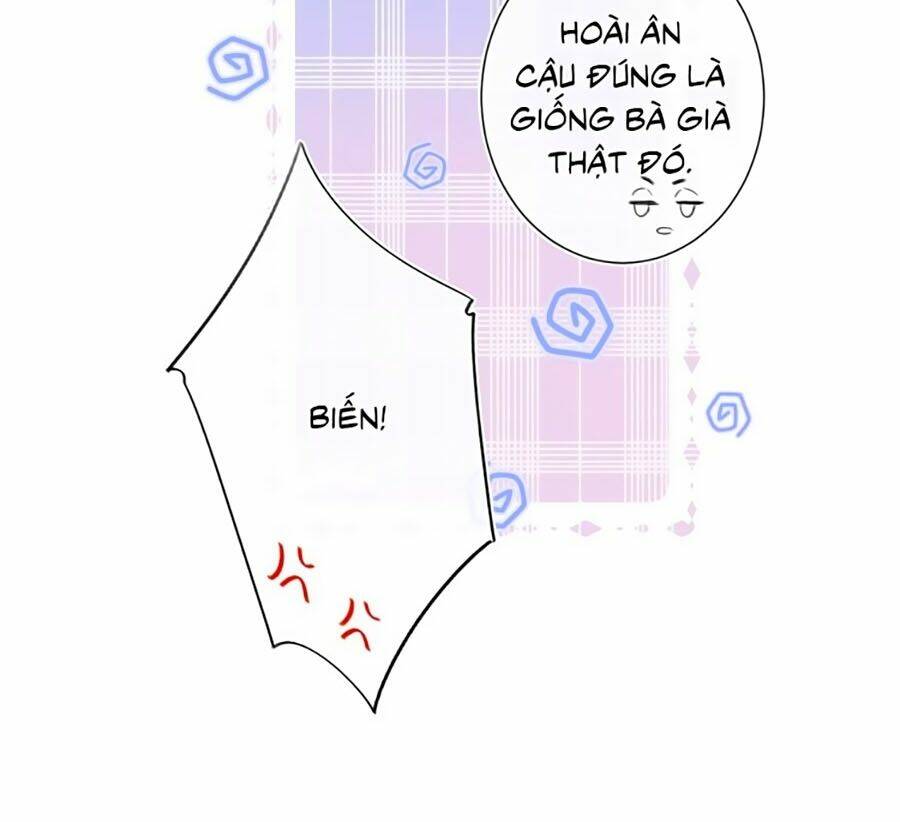 HOÀI ÂN
CẬU ĐÚNG LÀ
GIỐNG BÀ GIÀ
THẬT ĐÓ.
BIẾN!